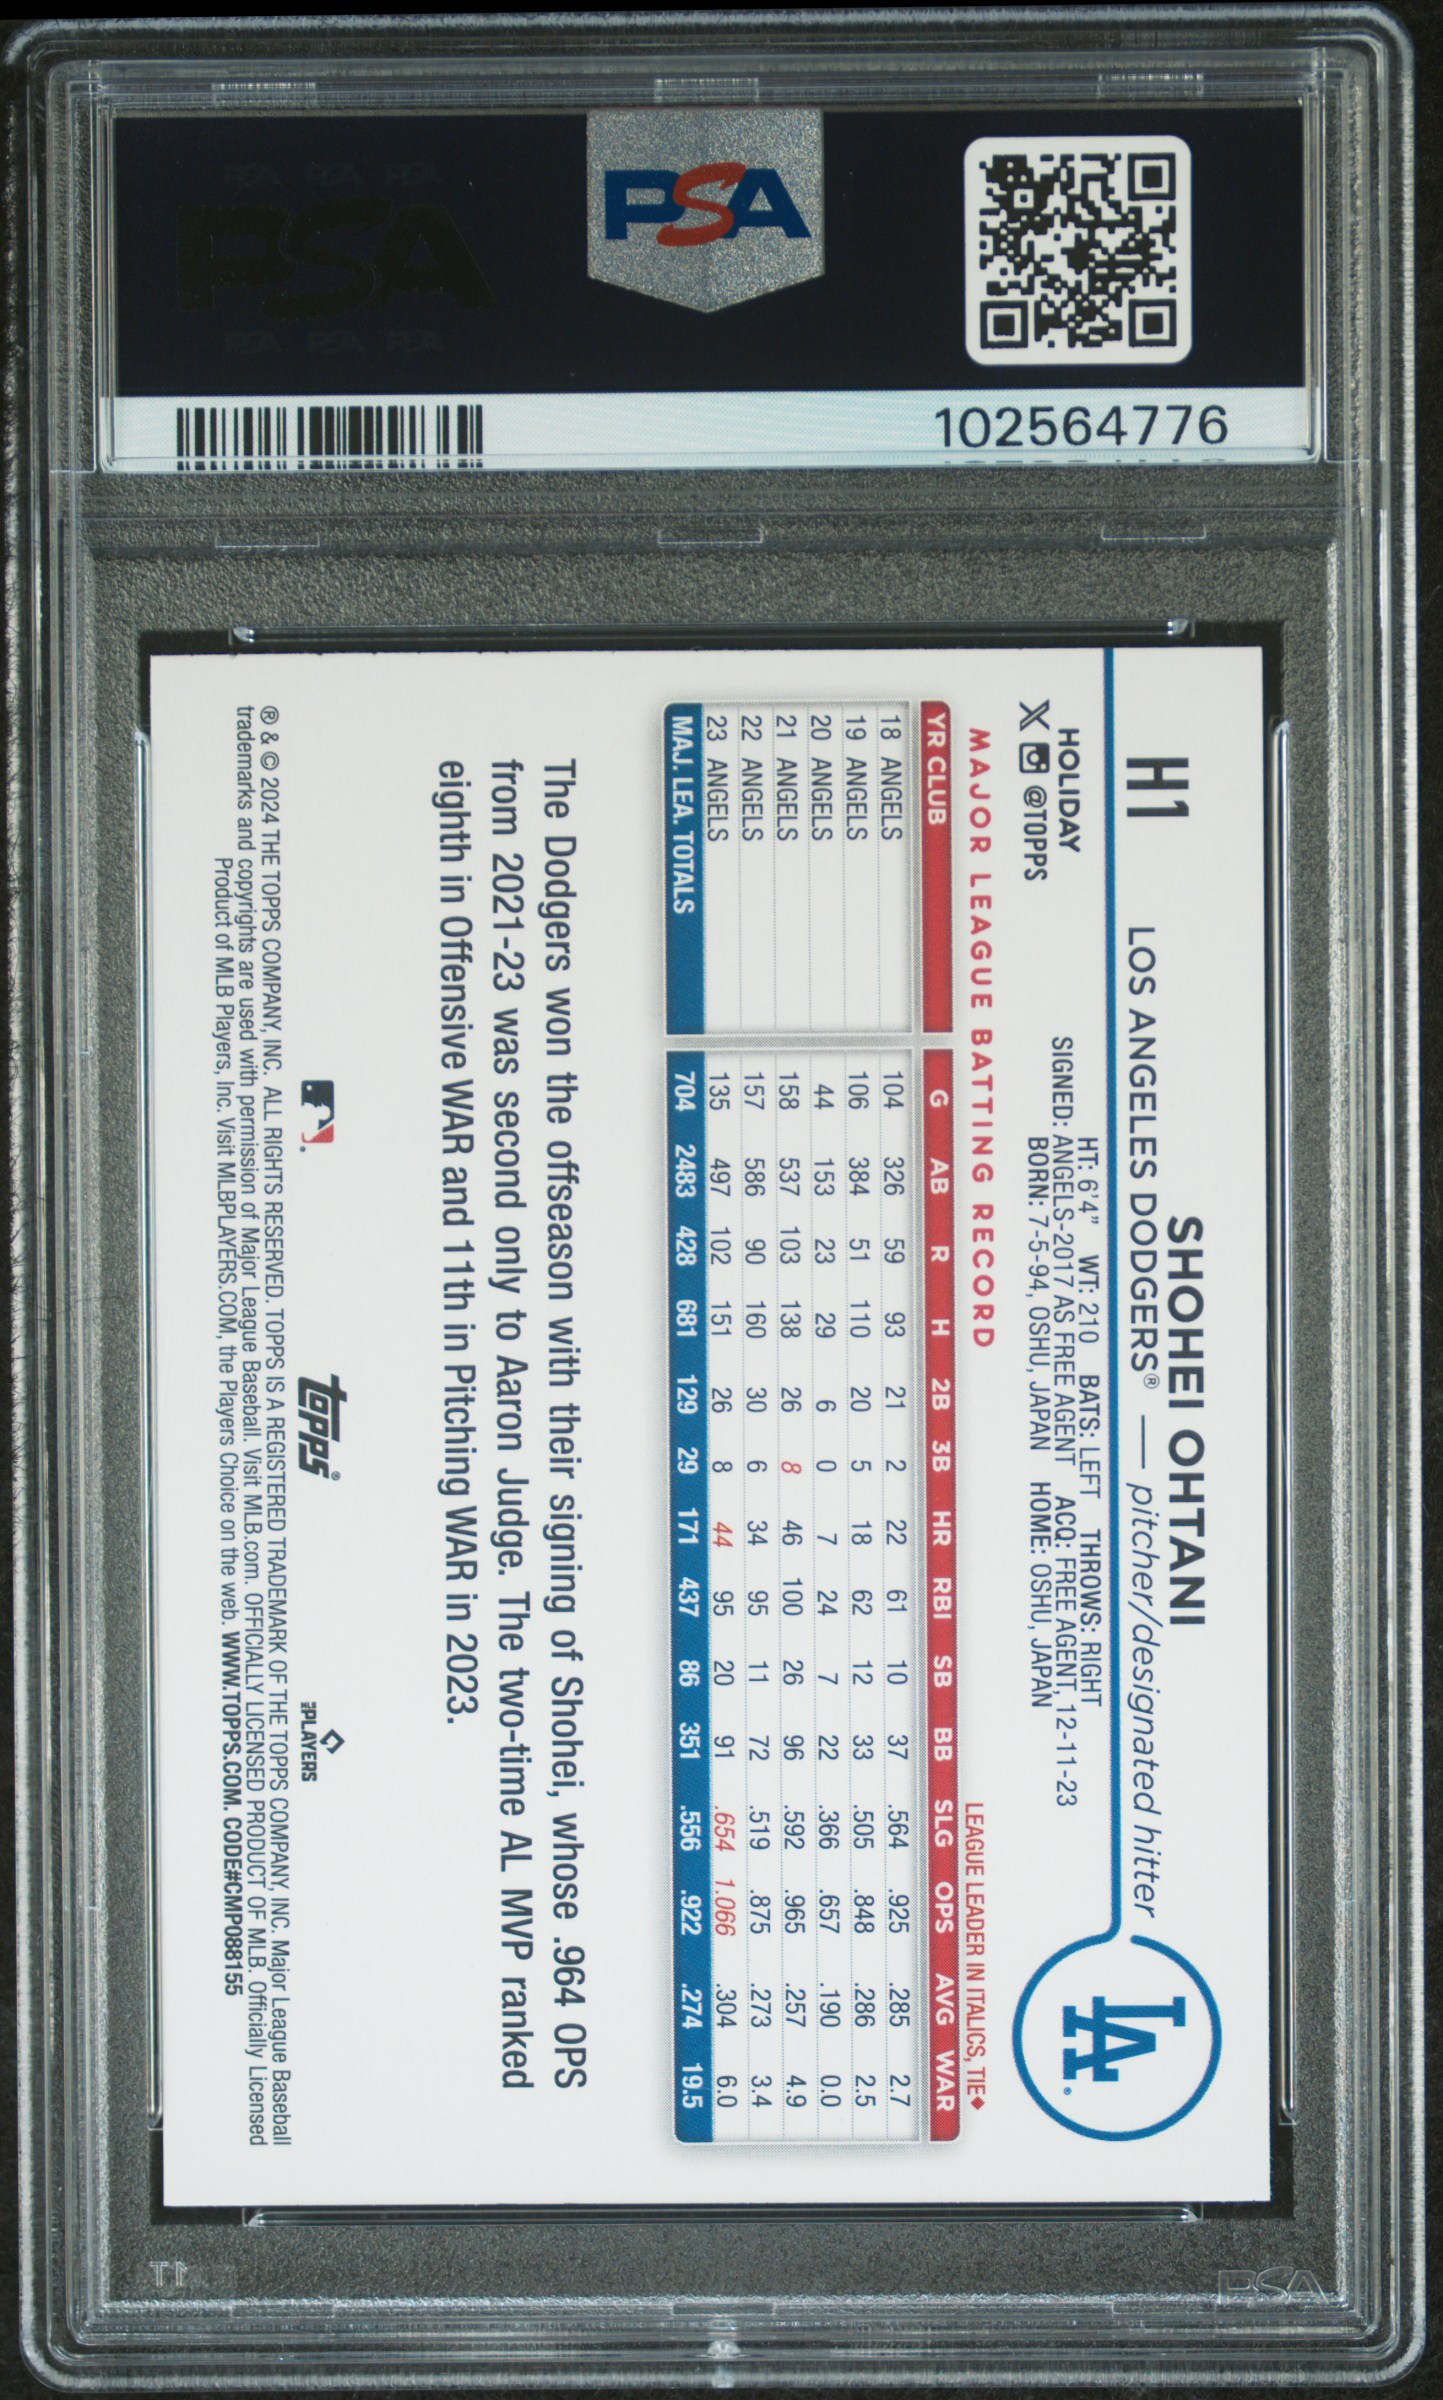 PSA
PSA PSA PSA
PSA
PSA PSA PSA
102564776
H1
SHOHEI OHTANI
LOS ANGELES DODGERS® — pitcher/designated hitter
LA
HOLIDAY
X @TOPPS
HT: 6'4" WT: 210 BATS: LEFT THROWS: RIGHT
SIGNED: ANGELS-2017 AS FREE AGENT ACQ: FREE AGENT, 12-11-23
BORN: 7-5-94, OSHU, JAPAN HOME: OSHU, JAPAN
MAJOR LEAGUE BATTING RECORD
LEAGUE LEADER IN ITALICS, TIE♦
YR CLUB G AB R H 2B 3B HR RBI SB BB SLG OPS AVG WAR
18 ANGELS 104 326 59 93 21 2 22 61 10 37 .564 .925 .285 2.7
19 ANGELS 106 384 51 110 20 5 18 62 12 33 .505 .848 .286 2.5
20 ANGELS 44 153 23 29 6 0 7 24 7 22 .366 .657 .190 0.0
21 ANGELS 158 537 103 138 26 8 46 100 26 96 .592 .965 .257 4.9
22 ANGELS 157 586 90 160 30 6 34 95 11 72 .519 .875 .273 3.4
23 ANGELS 135 497 102 151 26 8 44 95 20 91 .654 1.066 .304 6.0
MAJ. LEA. TOTALS 704 2483 428 681 129 29 171 437 86 351 .556 .922 .274 19.5
The Dodgers won the offseason with their signing of Shohei, whose .964 OPS
from 2021-23 was second only to Aaron Judge. The two-time AL MVP ranked
eighth in Offensive WAR and 11th in Pitching WAR in 2023.
topps®
PLAYERS
® & © 2024 THE TOPPS COMPANY, INC. ALL RIGHTS RESERVED. TOPPS IS A REGISTERED TRADEMARK OF THE TOPPS COMPANY, INC. Major League Baseball
trademarks and copyrights are used with permission of Major League Baseball. Visit MLB.com. OFFICIALLY LICENSED PRODUCT OF MLB. Officially Licensed
Product of MLB Players, Inc. Visit MLBPLAYERS.COM, the Players Choice on the web. WWW.TOPPS.COM. CODE#CMP088155
PSA